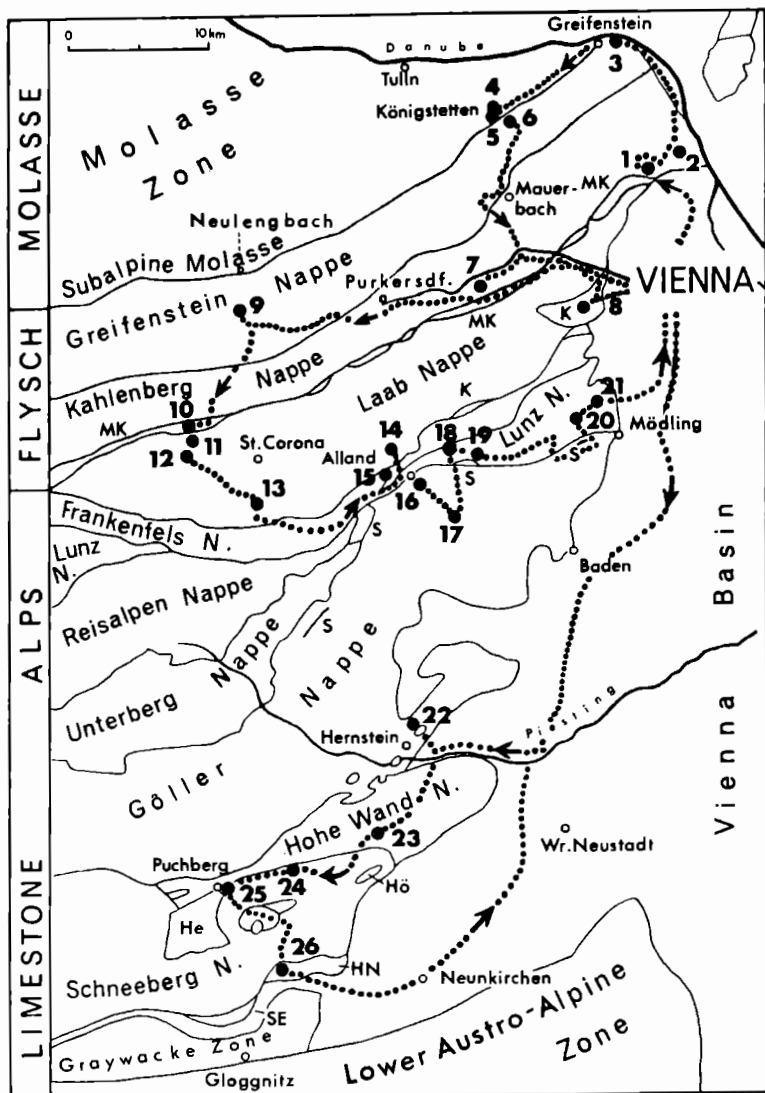 Greifenstein
0 10km
Danube
Tulln
3
4
Königstetten
5
6
1
2
MOLASSE
Molasse
Zone
Mauer-
bach
MK
Neulengbach
Subalpine Molasse
7
Purkersdf.
VIENNA
8
K
9
Greifenstein Nappe
MK
FLYSCH
Kahlenberg Nappe
Laab Nappe
K
10
MK
11
12
St.Corona
14
Alland
15
18
19
Lunz N.
21
20
Mödling
S
S
13
16
17
Frankenfels N.
S
Lunz
N.
Baden
Reisalpen Nappe
S
ALPS
Nappe
Nappe
Basin
Unterberg
22
Hernstein
Piesting
Vienna
Göller
Hohe Wand N.
23
Wr.Neustadt
LIMESTONE
Puchberg
25
24
Hö
He
26
HN
Neunkirchen
Schneeberg N.
SE
Graywacke Zone
Gloggnitz
Lower Austro-Alpine
Zone